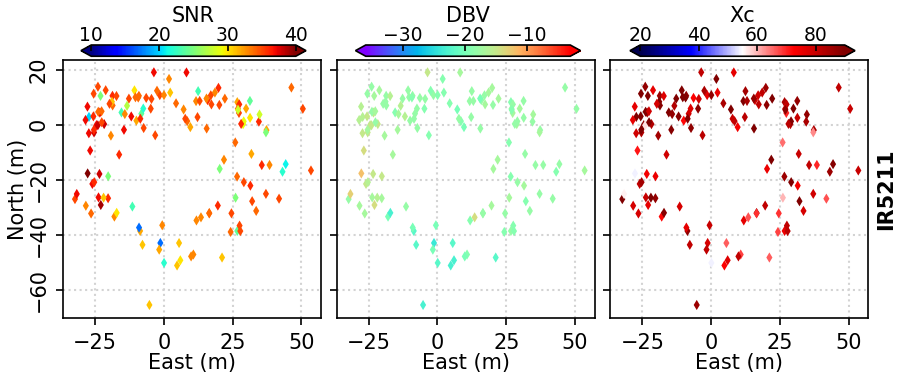 SNR DBV Xc
10 20 30 40 −30 −20 −10 20 40 60 80
20
0
−20
−40
−60
North (m)
IR5211
−25 0 25 50 −25 0 25 50 −25 0 25 50
East (m) East (m) East (m)